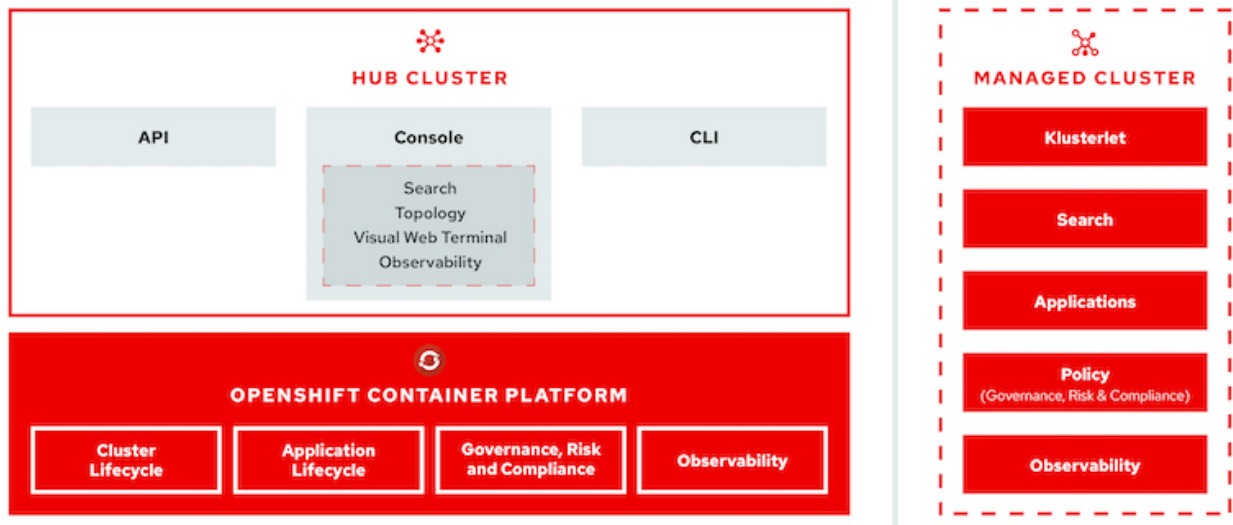 HUB CLUSTER
API
Console
Search
Topology
Visual Web Terminal
Observability
CLI
OPENSHIFT CONTAINER PLATFORM
Cluster
Lifecycle
Application
Lifecycle
Governance, Risk
and Compliance
Observability
MANAGED CLUSTER
Klusterlet
Search
Applications
Policy
(Governance, Risk & Compliance)
Observability